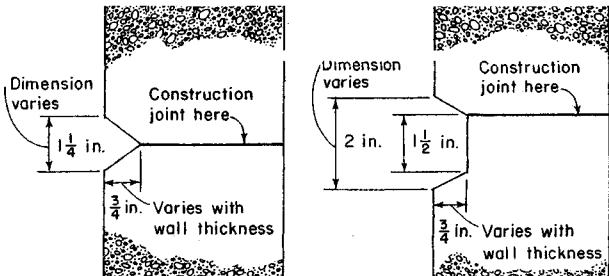 Dimension
varies
Construction
joint here
1 1/4 in.
3/4 in.
Varies with
wall thickness
Dimension
varies
Construction
joint here
2 in.
1 1/2 in.
3/4 in.
Varies with
wall thickness